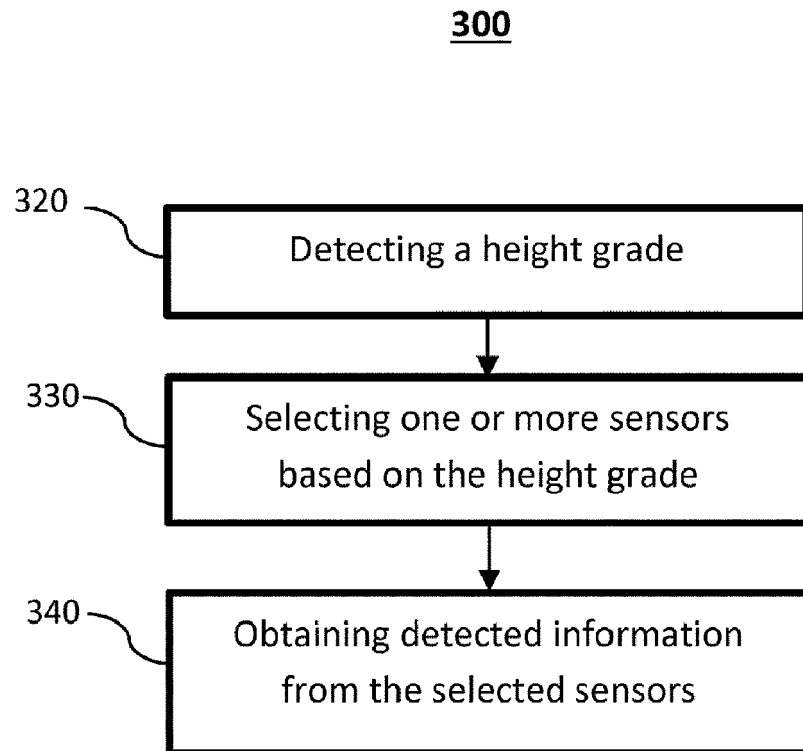 300
320
Detecting a height grade
330
Selecting one or more sensors
based on the height grade
340
Obtaining detected information
from the selected sensors